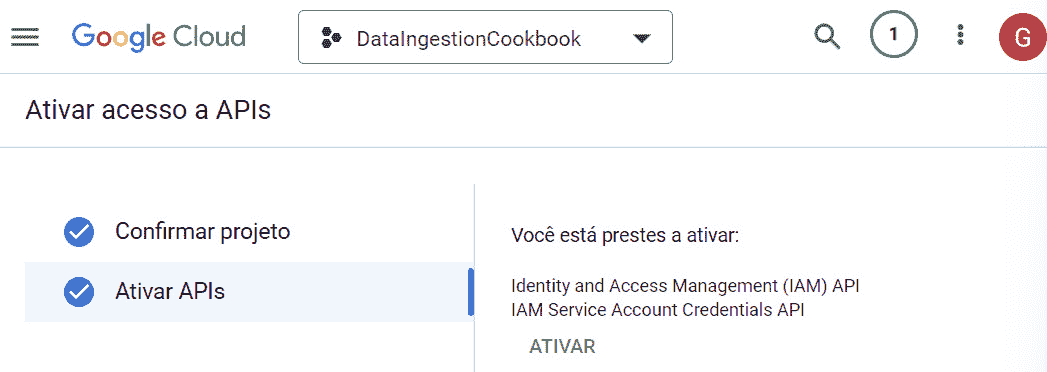 Google Cloud
DataIngestionCookbook
1
G
Ativar acesso a APIs
Confirmar projeto
Ativar APIs
Você está prestes a ativar:
Identity and Access Management (IAM) API
IAM Service Account Credentials API
ATIVAR